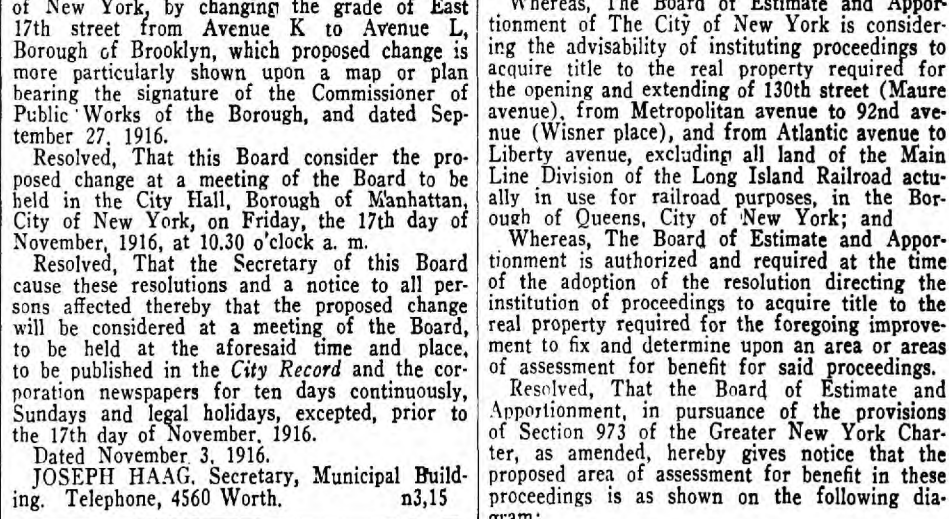 of New York, by changing the grade of East
17th street from Avenue K to Avenue L,
Borough of Brooklyn, which proposed change is
more particularly shown upon a map or plan
bearing the signature of the Commissioner of
Public Works of the Borough, and dated Sep-
tember 27, 1916.
Resolved, That this Board consider the pro-
posed change at a meeting of the Board to be
held in the City Hall, Borough of Manhattan,
City of New York, on Friday, the 17th day of
November, 1916, at 10.30 o'clock a. m.
Resolved, That the Secretary of this Board
cause these resolutions and a notice to all per-
sons affected thereby that the proposed change
will be considered at a meeting of the Board,
to be held at the aforesaid time and place,
to be published in the City Record and the cor-
poration newspapers for ten days continuously,
Sundays and legal holidays, excepted, prior to
the 17th day of November, 1916.
Dated November 3, 1916.
JOSEPH HAAG, Secretary, Municipal Build-
ing. Telephone, 4560 Worth. n3,15
Whereas, The Board of Estimate and Appor-
tionment of The City of New York is consider-
ing the advisability of instituting proceedings to
acquire title to the real property required for
the opening and extending of 130th street (Maure
avenue), from Metropolitan avenue to 92nd ave-
nue (Wisner place), and from Atlantic avenue to
Liberty avenue, excluding all land of the Main
Line Division of the Long Island Railroad actu-
ally in use for railroad purposes, in the Bor-
ough of Queens, City of New York; and
Whereas, The Board of Estimate and Appor-
tionment is authorized and required at the time
of the adoption of the resolution directing the
institution of proceedings to acquire title to the
real property required for the foregoing improve-
ment to fix and determine upon an area or areas
of assessment for benefit for said proceedings.
Resolved, That the Board of Estimate and
Apportionment, in pursuance of the provisions
of Section 973 of the Greater New York Char-
ter, as amended, hereby gives notice that the
proposed area of assessment for benefit in these
proceedings is as shown on the following dia-
gram: